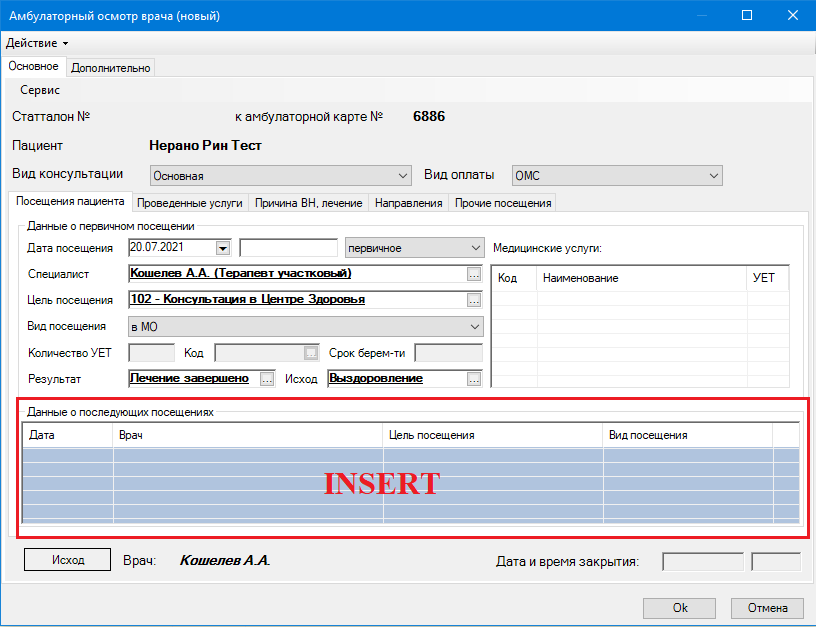 Амбулаторный осмотр врача (новый)
Действие
Основное Дополнительно
Сервис
Статталон № к амбулаторной карте № 6886
Пациент Нерано Рин Тест
Вид консультации Основная Вид оплаты ОМС
Посещения пациента Проведенные услуги Причина ВН, лечение Направления Прочие посещения
Данные о первичном посещении
Дата посещения 20.07.2021 первичное Медицинские услуги:
Специалист Кошелев А.А. (Терапевт участковый) ... Код Наименование УЕТ
Цель посещения 102 - Консультация в Центре Здоровья ...
Вид посещения в МО
Количество УЕТ Код ... Срок берем-ти
Результат Лечение завершено ... Исход Выздоровление ...
Данные о последующих посещениях
Дата Врач Цель посещения Вид посещения
INSERT
Исход Врач: Кошелев А.А. Дата и время закрытия:
Ok Отмена